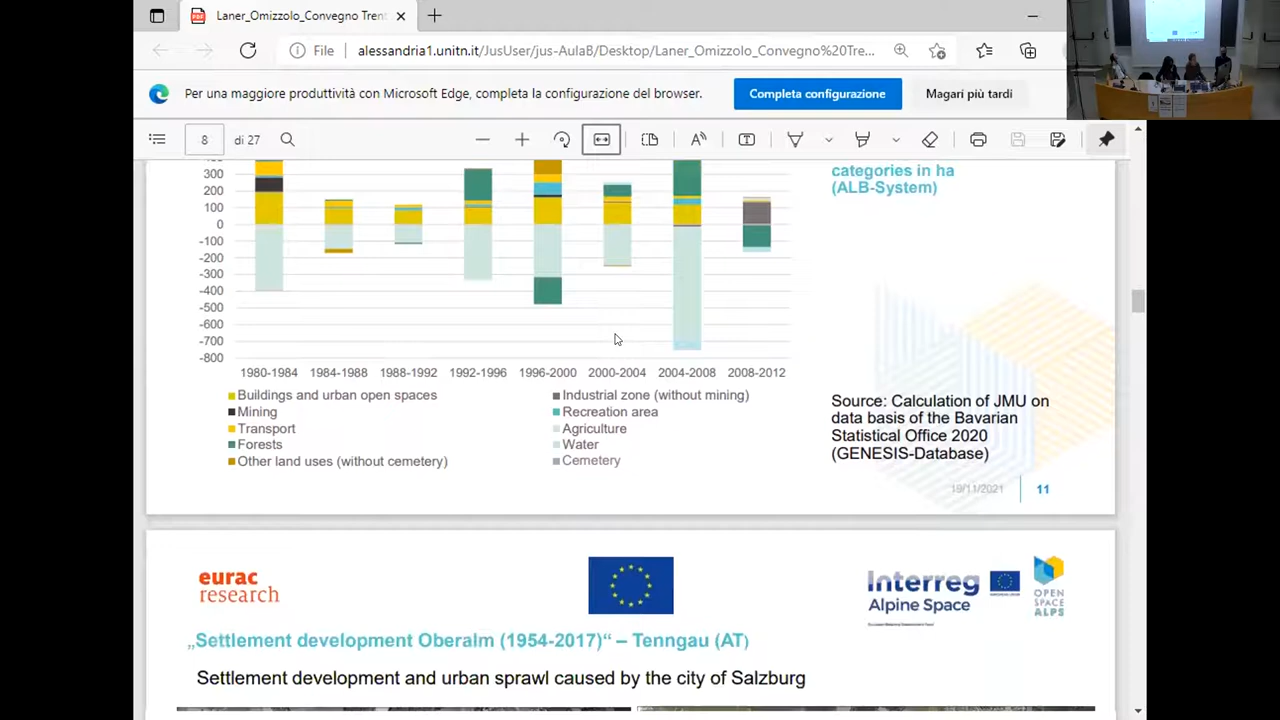 Laner_Omizzolo_Convegno Trent
File
alessandria1.unitn.it/JusUser/jus-Aula8/Desktop/Laner_Omizzolo_Convegno%20Tre...
Per una maggiore produttività con Microsoft Edge, completa la configurazione del browser.
Completa configurazione
Magari più tardi
8 di 27
categories in ha
(ALB-System)
300
200
100
0
-100
-200
-300
-400
-500
-600
-700
-800
1980-1984 1984-1988 1988-1992 1992-1996 1996-2000 2000-2004 2004-2008 2008-2012
Buildings and urban open spaces
Industrial zone (without mining)
Mining
Recreation area
Transport
Agriculture
Forests
Water
Other land uses (without cemetery)
Cemetery
Source: Calculation of JMU on
data basis of the Bavarian
Statistical Office 2020
(GENESIS-Database)
19/11/2021
11
eurac
research
Interreg
Alpine Space
OPEN
SPACE
ALPS
„Settlement development Oberalm (1954-2017)“ – Tenngau (AT)
Settlement development and urban sprawl caused by the city of Salzburg